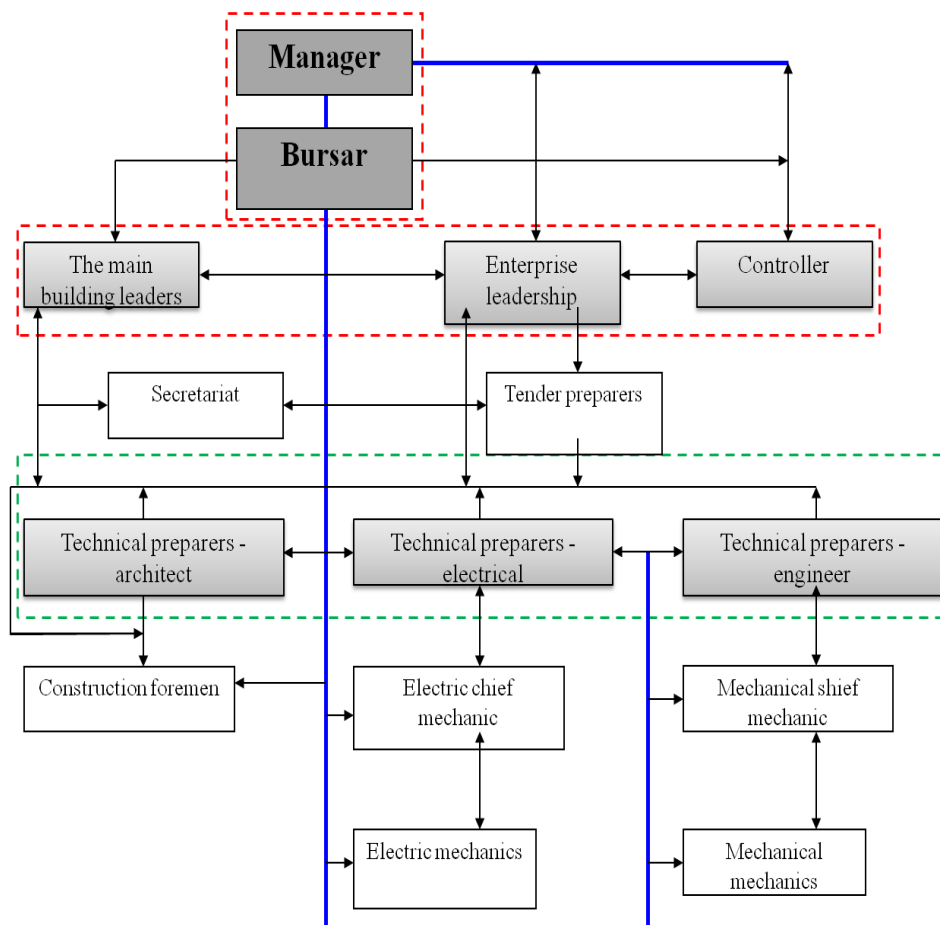 Manager
Bursar
The main
building leaders
Enterprise
leadership
Controller
Secretariat
Tender preparers
Technical preparers -
architect
Technical preparers -
electrical
Technical preparers -
engineer
Construction foremen
Electric chief
mechanic
Mechanical shief
mechanic
Electric mechanics
Mechanical
mechanics